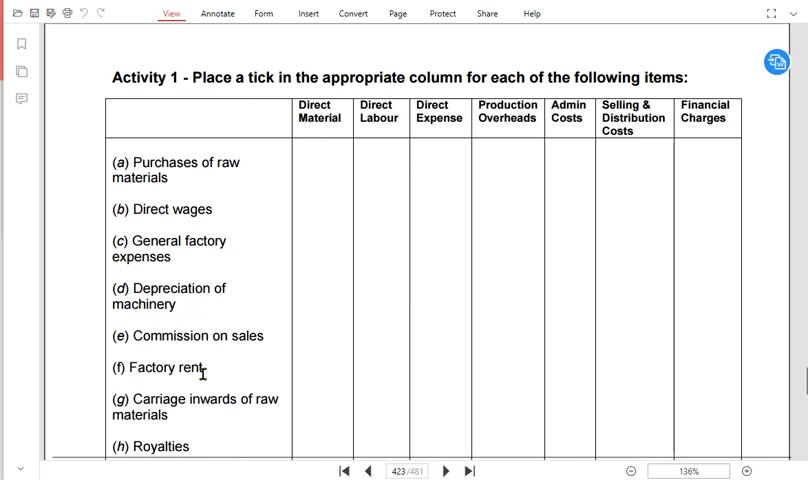 View Annotate Form Insert Convert Page Protect Share Help
Activity 1 - Place a tick in the appropriate column for each of the following items:
Direct Material
Direct Labour
Direct Expense
Production Overheads
Admin Costs
Selling & Distribution Costs
Financial Charges
(a) Purchases of raw
materials
(b) Direct wages
(c) General factory
expenses
(d) Depreciation of
machinery
(e) Commission on sales
(f) Factory rent
(g) Carriage inwards of raw
materials
(h) Royalties
423/481 136%